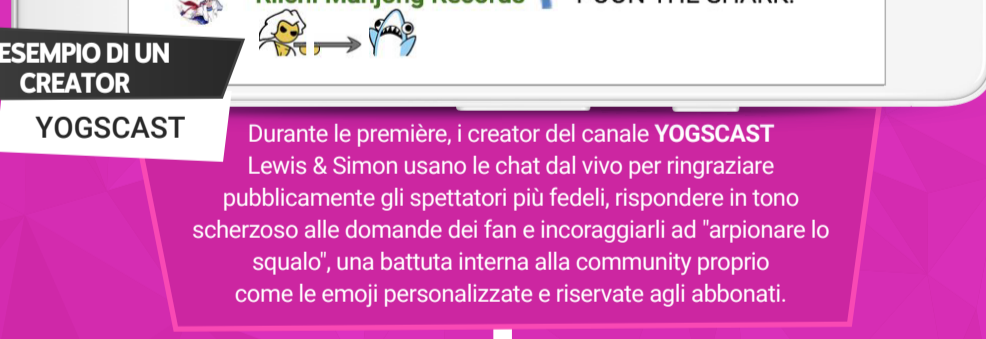 ESEMPIO DI UN
CREATOR
YOGSCAST
Durante le première, i creator del canale YOGSCAST
Lewis & Simon usano le chat dal vivo per ringraziare
pubblicamente gli spettatori più fedeli, rispondere in tono
scherzoso alle domande dei fan e incoraggiarli ad "arpionare lo
squalo", una battuta interna alla community proprio
come le emoji personalizzate e riservate agli abbonati.